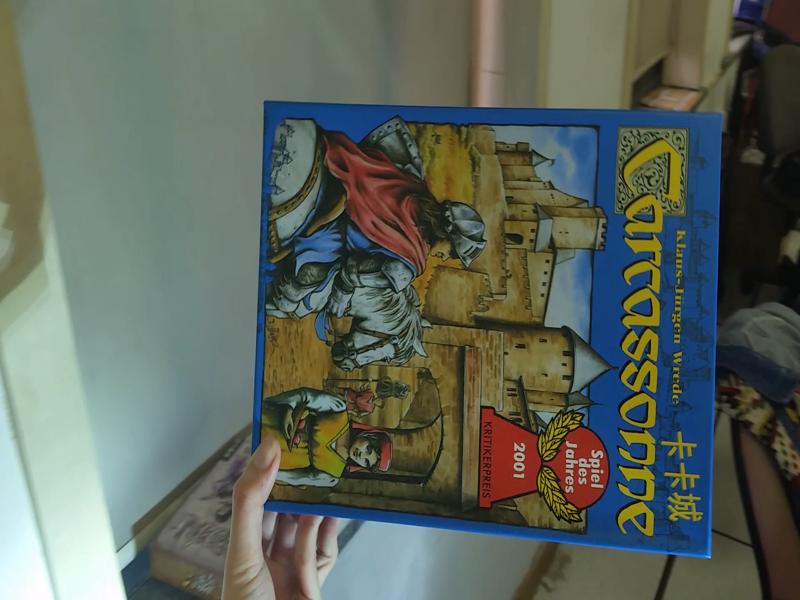 Klaus-Jürgen Wrede
卡卡城
Carcassonne
Spiel
des
Jahres
2001
KRITIKERPREIS